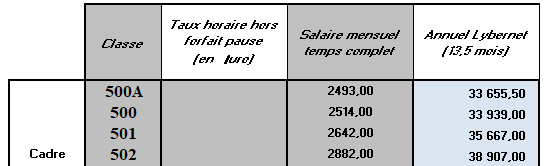 Classe
Taux horaire hors
forfait pause
(en uro)
Salaire mensuel
temps complet
Annuel Lybernet
(13,5 mois)
500A 2493,00 33 655,50
500 2514,00 33 939,00
501 2642,00 35 667,00
Cadre 502 2882,00 38 907,00